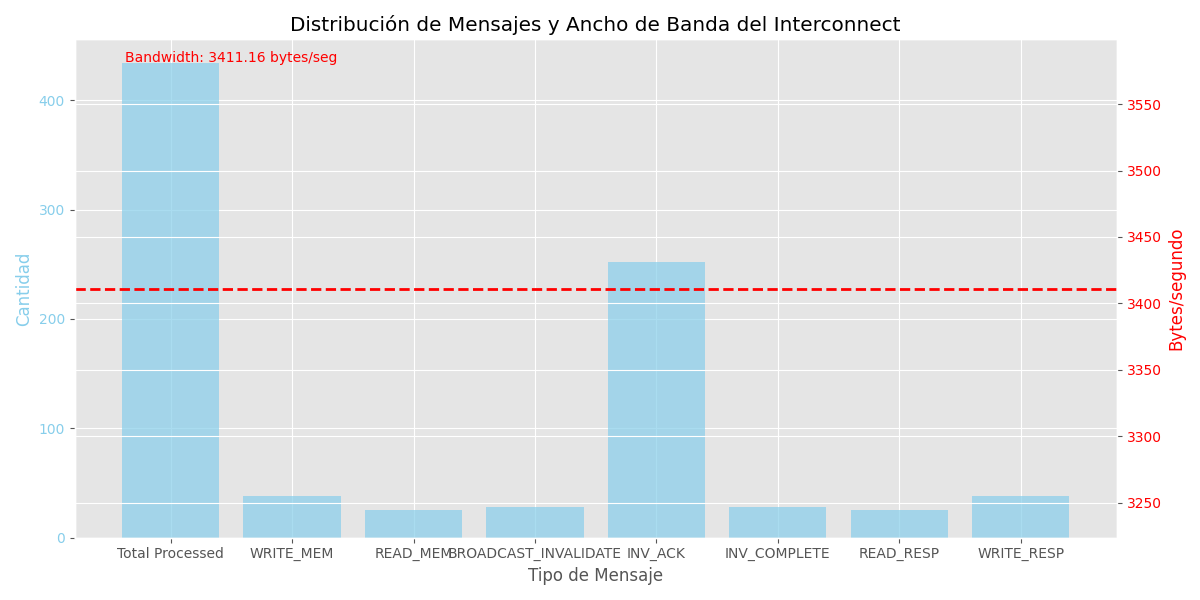 Distribución de Mensajes y Ancho de Banda del Interconnect
Bandwidth: 3411.16 bytes/seg
400
300
200
100
0
Cantidad
3550
3500
3450
3400
3350
3300
3250
Bytes/segundo
Total Processed
WRITE_MEM
READ_MEM
BROADCAST_INVALIDATE
INV_ACK
INV_COMPLETE
READ_RESP
WRITE_RESP
Tipo de Mensaje